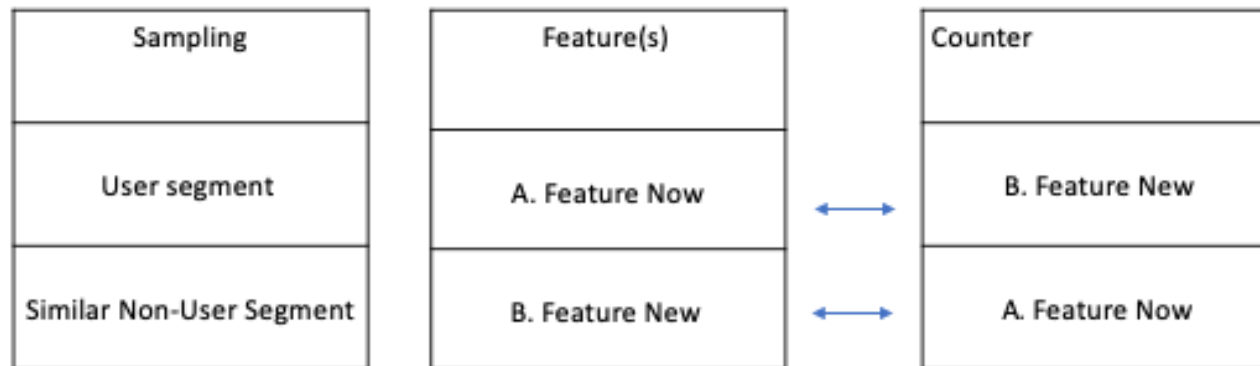 Sampling
User segment
Similar Non-User Segment
Feature(s)
A. Feature Now
B. Feature New
Counter
B. Feature New
A. Feature Now